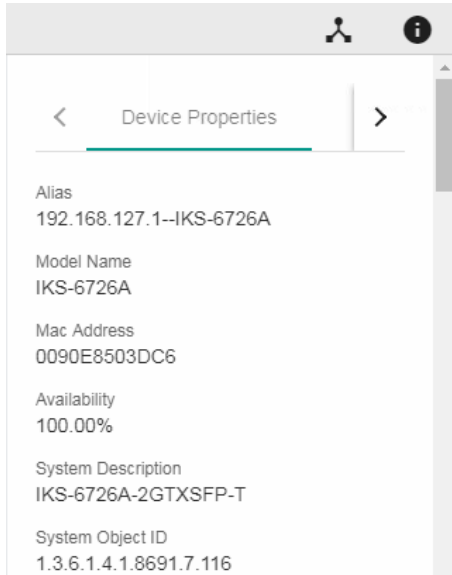 Device Properties
Alias
192.168.127.1--IKS-6726A
Model Name
IKS-6726A
Mac Address
0090E8503DC6
Availability
100.00%
System Description
IKS-6726A-2GTXSFP-T
System Object ID
1.3.6.1.4.1.8691.7.116